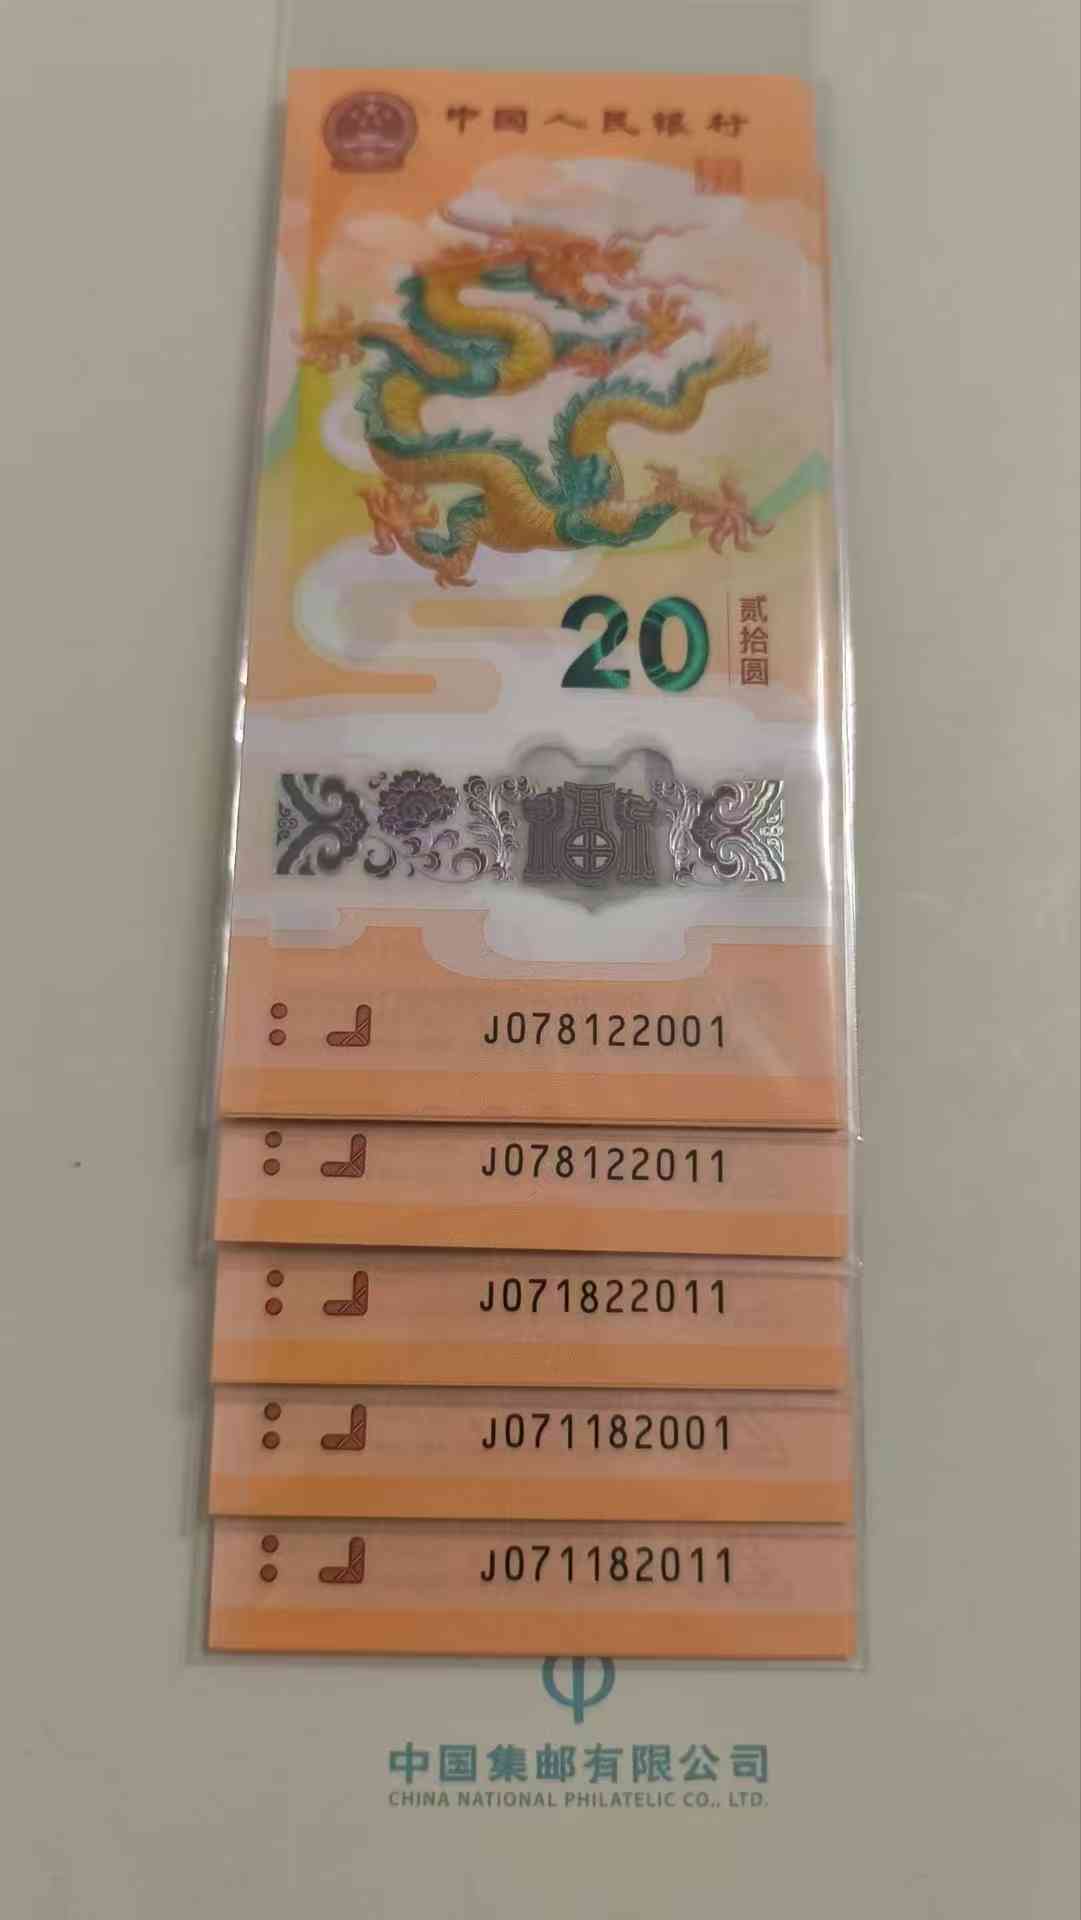 中国人民银行
20
贰拾圆
J078122001
J078122011
J071822011
J071182001
J071182011
中国集邮有限公司
CHINA NATIONAL PHILATELIC CO., LTD.